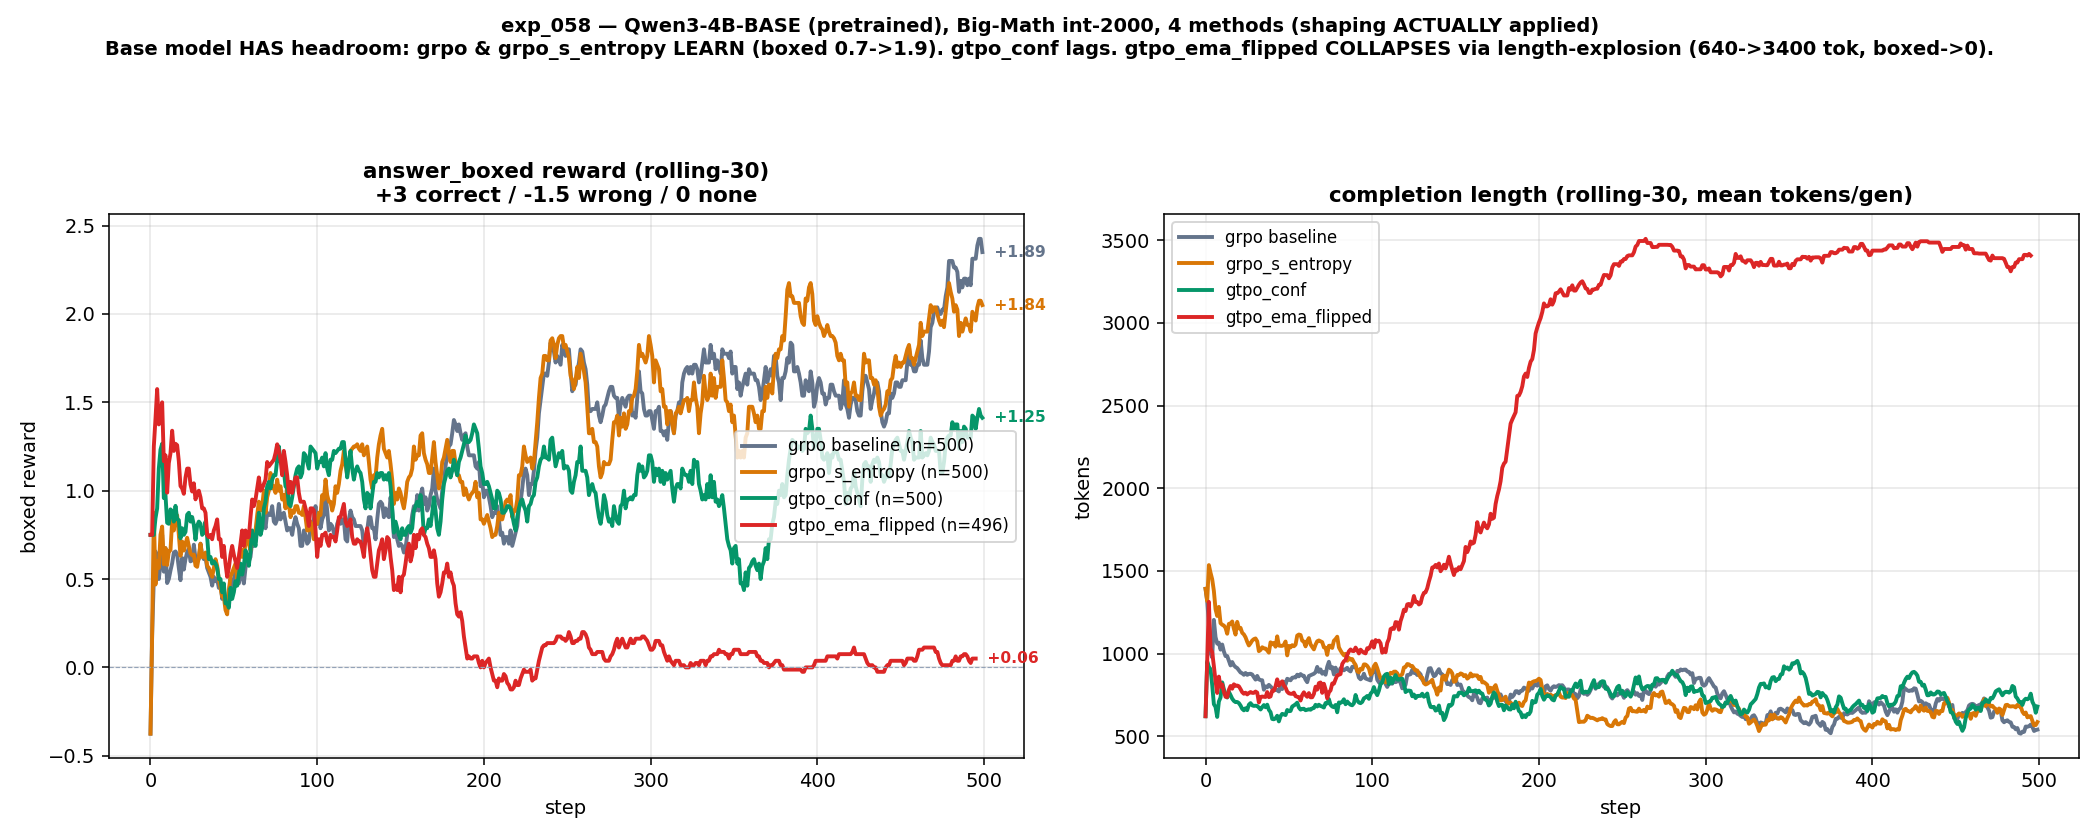 exp_058 — Qwen3-4B-BASE (pretrained), Big-Math int-2000, 4 methods (shaping ACTUALLY applied)
Base model HAS headroom: grpo & grpo_s_entropy LEARN (boxed 0.7->1.9). gtpo_conf lags. gtpo_ema_flipped COLLAPSES via length-explosion (640->3400 tok, boxed->0).
answer_boxed reward (rolling-30)
+3 correct / -1.5 wrong / 0 none
2.5
2.0
1.5
1.0
0.5
0.0
−0.5
boxed reward
+1.89
+1.84
+1.25
+0.06
grpo baseline (n=500)
grpo_s_entropy (n=500)
gtpo_conf (n=500)
gtpo_ema_flipped (n=496)
0 100 200 300 400 500
step
completion length (rolling-30, mean tokens/gen)
3500
3000
2500
2000
1500
1000
500
tokens
grpo baseline
grpo_s_entropy
gtpo_conf
gtpo_ema_flipped
0 100 200 300 400 500
step